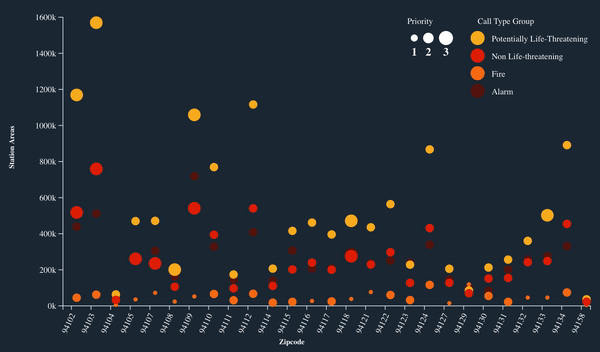 Priority
1 2 3
Call Type Group
Potentially Life-Threatening
Non Life-threatening
Fire
Alarm
Station Areas
1600k
1400k
1200k
1000k
800k
600k
400k
200k
0k
94102 94103 94104 94105 94107 94108 94109 94110 94111 94112 94114 94115 94116 94117 94118 94121 94122 94123 94124 94127 94129 94130 94131 94132 94133 94134 94158
Zipcode